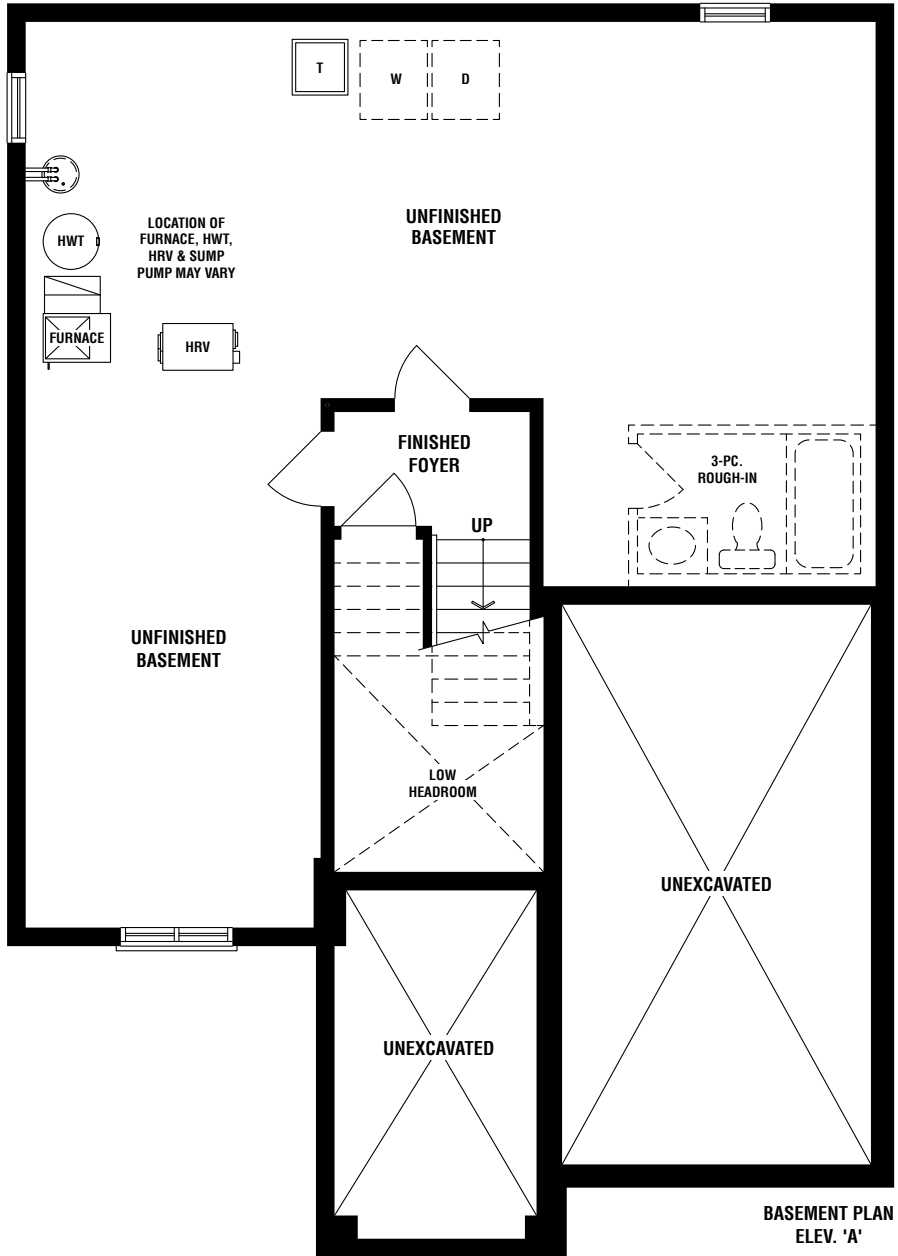 T
W
D
UNFINISHED
BASEMENT
HWT
LOCATION OF
FURNACE, HWT,
HRV & SUMP
PUMP MAY VARY
FURNACE
HRV
FINISHED
FOYER
3-PC.
ROUGH-IN
UP
UNFINISHED
BASEMENT
LOW
HEADROOM
UNEXCAVATED
UNEXCAVATED
BASEMENT PLAN
ELEV. 'A'